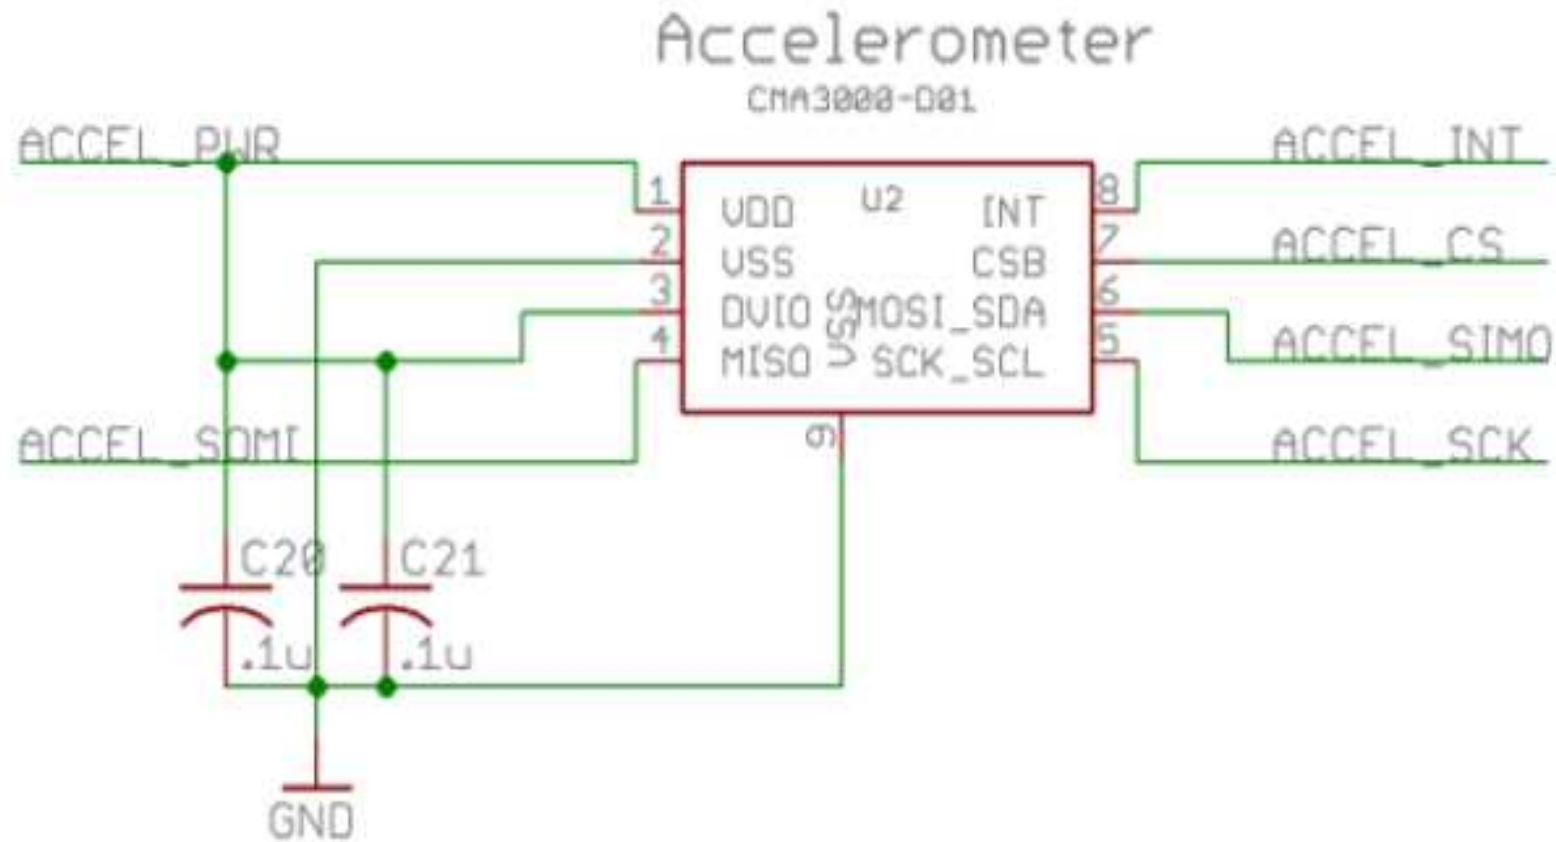 Accelerometer
CMA3000-D01
ACCEL_PWR
ACCEL_INT
1
VDD
U2
INT
8
2
VSS
CSB
7
ACCEL_CS
3
DVIO
VSS
MOSI_SDA
6
4
MISO
SCK_SCL
5
ACCEL_SIMO
ACCEL_SOMI
9
ACCEL_SCK
C20
C21
.1u
.1u
GND